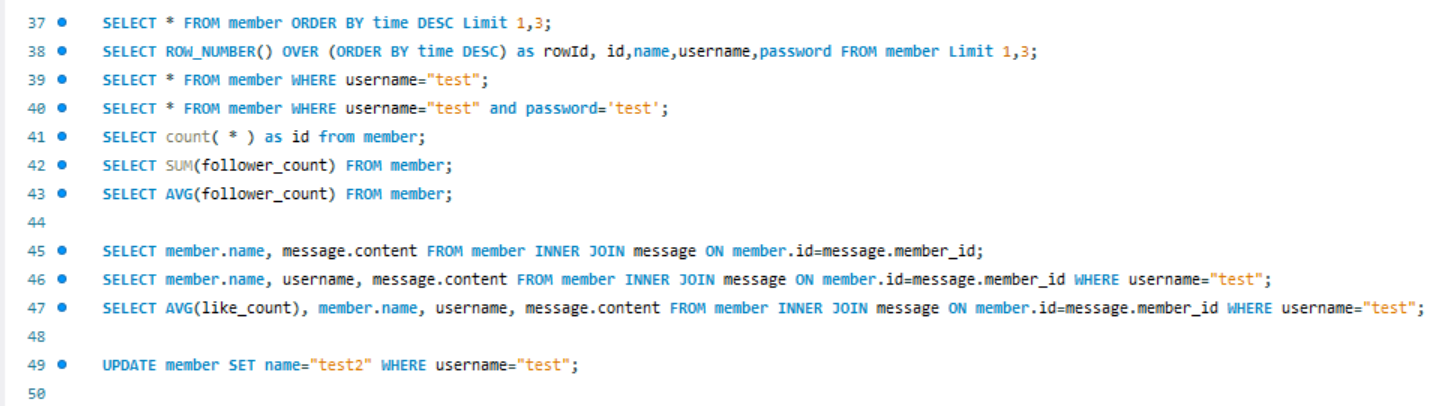 37 SELECT * FROM member ORDER BY time DESC Limit 1,3;
38 SELECT ROW_NUMBER() OVER (ORDER BY time DESC) as rowId, id,name,username,password FROM member Limit 1,3;
39 SELECT * FROM member WHERE username="test";
40 SELECT * FROM member WHERE username="test" and password='test';
41 SELECT count( * ) as id from member;
42 SELECT SUM(follower_count) FROM member;
43 SELECT AVG(follower_count) FROM member;
44
45 SELECT member.name, message.content FROM member INNER JOIN message ON member.id=message.member_id;
46 SELECT member.name, username, message.content FROM member INNER JOIN message ON member.id=message.member_id WHERE username="test";
47 SELECT AVG(like_count), member.name, username, message.content FROM member INNER JOIN message ON member.id=message.member_id WHERE username="test";
48
49 UPDATE member SET name="test2" WHERE username="test";
50